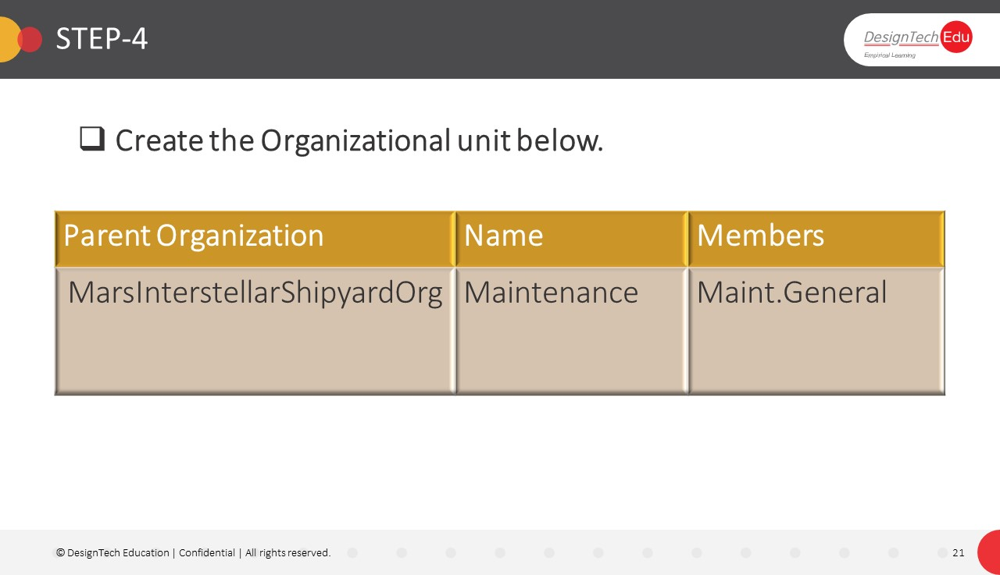 STEP-4
DesignTech Edu
Empirical Learning
Create the Organizational unit below.
Parent Organization Name Members
MarsInterstellarShipyardOrg Maintenance Maint.General
© DesignTech Education | Confidential | All rights reserved. 21